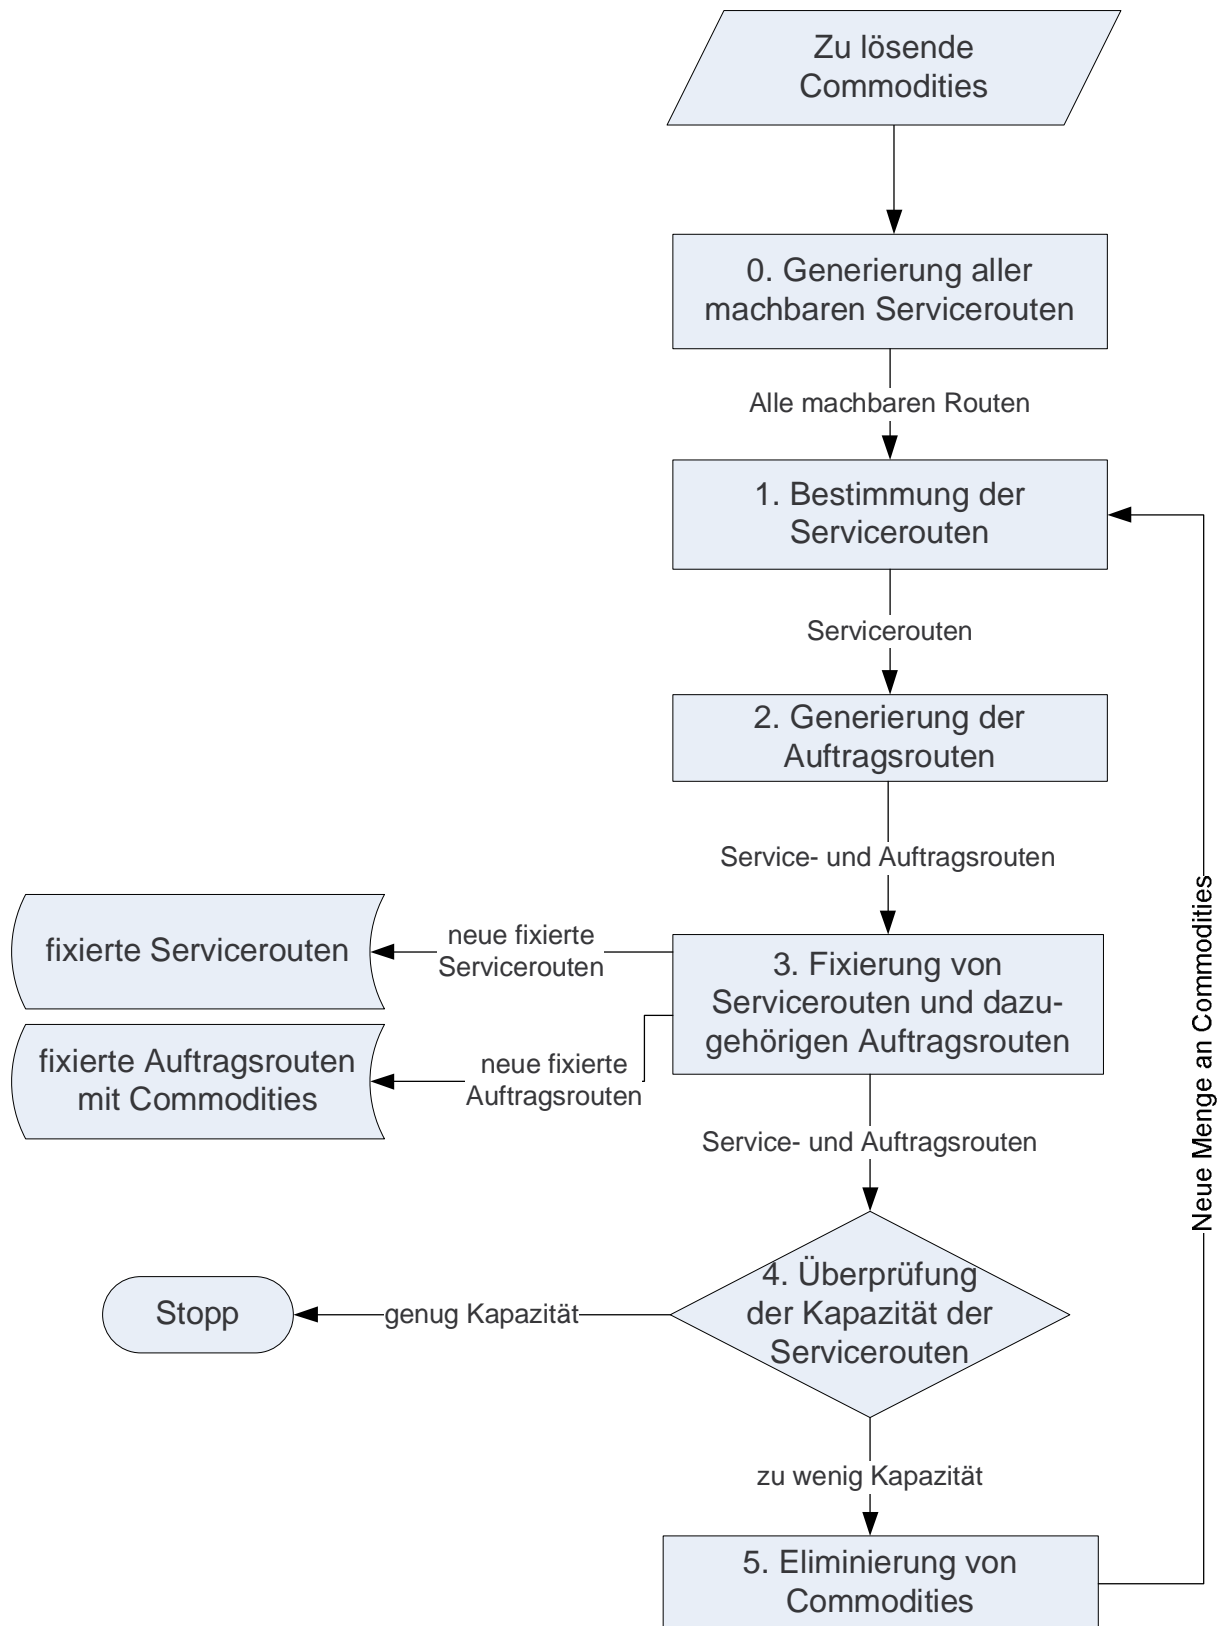 Zu lösende
Commodities
0. Generierung aller
machbaren Servicerouten
Alle machbaren Routen
1. Bestimmung der
Servicerouten
Servicerouten
2. Generierung der
Auftragsrouten
Service- und Auftragsrouten
fixierte Servicerouten
neue fixierte
Servicerouten
3. Fixierung von
Servicerouten und dazu-
gehörigen Auftragsrouten
fixierte Auftragsrouten
mit Commodities
neue fixierte
Auftragsrouten
Service- und Auftragsrouten
Neue Menge an Commodities
4. Überprüfung
der Kapazität der
Servicerouten
genug Kapazität
Stopp
zu wenig Kapazität
5. Eliminierung von
Commodities